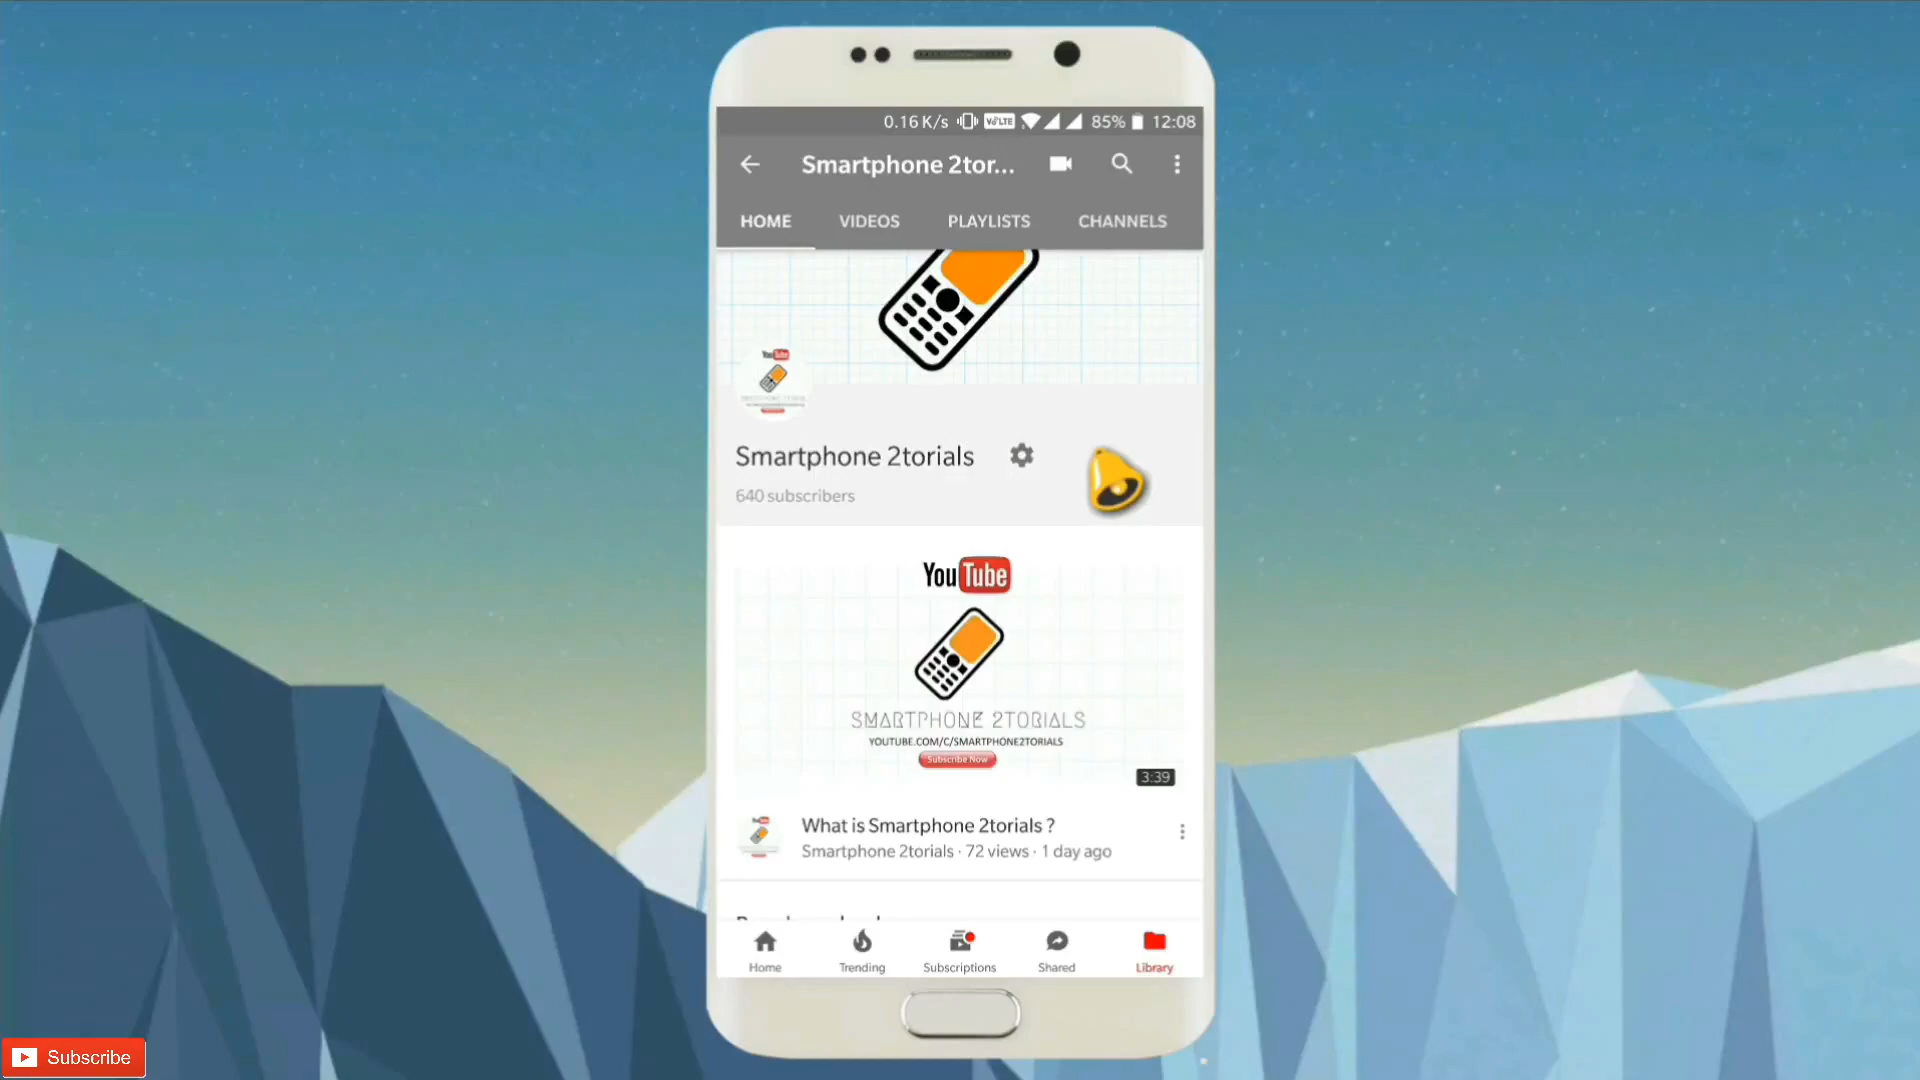 0.16 K/s VoLTE 85% 12:08
Smartphone 2tor...
HOME VIDEOS PLAYLISTS CHANNELS
YouTube
Smartphone 2torials
640 subscribers
YouTube
SMARTPHONE 2TORIALS
YOUTUBE.COM/C/SMARTPHONE2TORIALS
Subscribe Now
3:39
What is Smartphone 2torials ?
Smartphone 2torials · 72 views · 1 day ago
Home Trending Subscriptions Shared Library
Subscribe